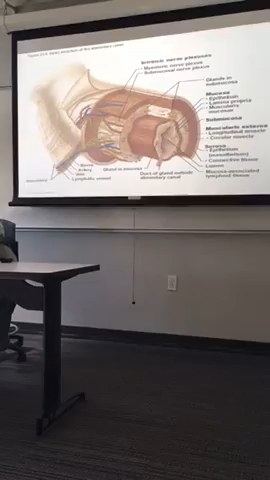 Intrinsic nerve plexuses
• Myenteric nerve plexus
• Submucosal nerve plexus
Glands in
submucosa
Mucosa
• Epithelium
• Lamina propria
• Muscularis
mucosae
Submucosa
Muscularis externa
• Longitudinal muscle
• Circular muscle
Serosa
• Epithelium
(mesothelium)
• Connective tissue
Lumen
Mucosa-associated
lymphoid tissue
Nerve
Artery
Vein
Lymphatic vessel
Gland in mucosa
Duct of gland outside
alimentary canal